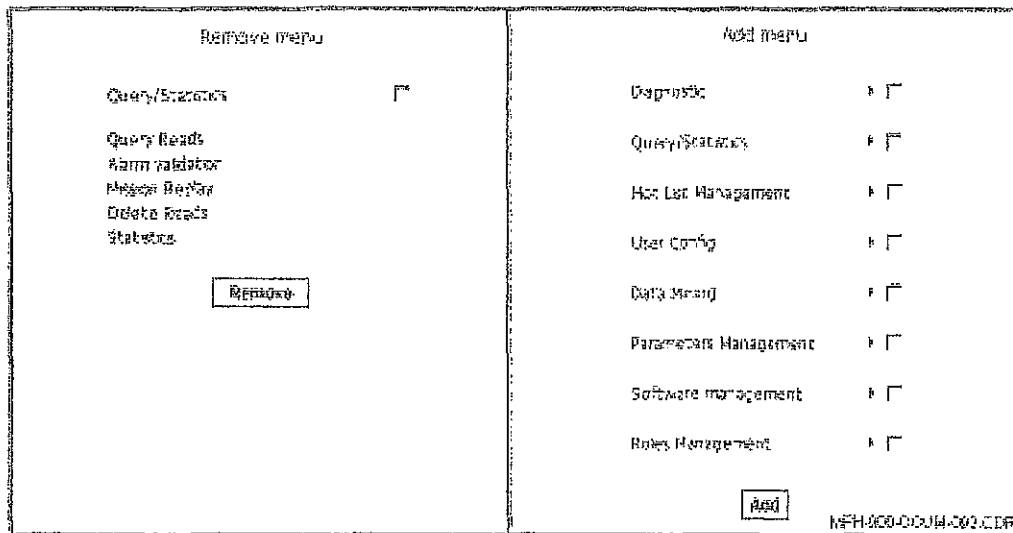 Remove menu
Query/Statistics
Query Reads
Alarm validation
Mission Replay
Delete Reads
Statistics
Remove
Add menu
Diagnostic
Query/Statistics
Hot List Management
User Config
Data Mining
Parameters Management
Software management
Roles Management
Add